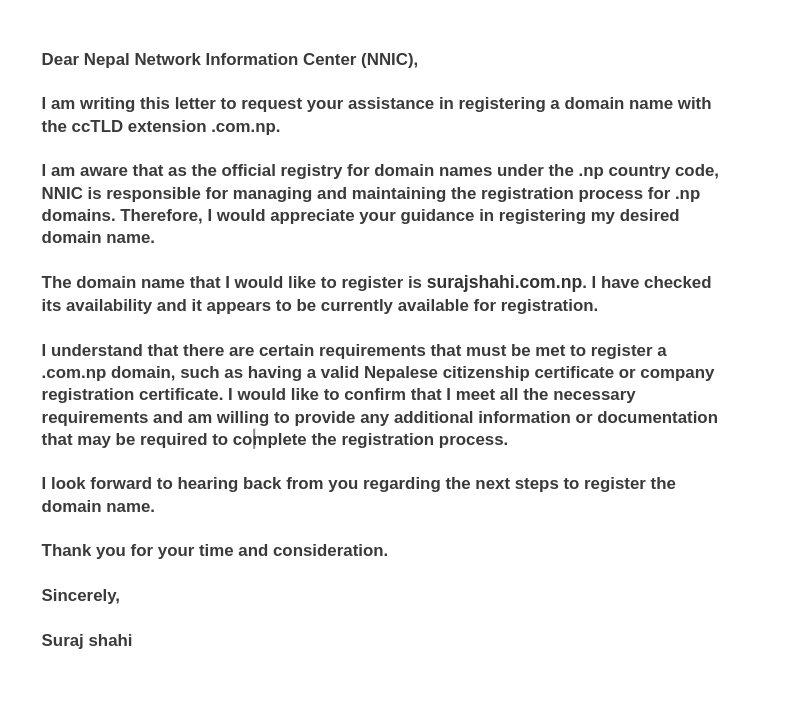 Dear Nepal Network Information Center (NNIC),
I am writing this letter to request your assistance in registering a domain name with
the ccTLD extension .com.np.
I am aware that as the official registry for domain names under the .np country code,
NNIC is responsible for managing and maintaining the registration process for .np
domains. Therefore, I would appreciate your guidance in registering my desired
domain name.
The domain name that I would like to register is surajshahi.com.np. I have checked
its availability and it appears to be currently available for registration.
I understand that there are certain requirements that must be met to register a
.com.np domain, such as having a valid Nepalese citizenship certificate or company
registration certificate. I would like to confirm that I meet all the necessary
requirements and am willing to provide any additional information or documentation
that may be required to complete the registration process.
I look forward to hearing back from you regarding the next steps to register the
domain name.
Thank you for your time and consideration.
Sincerely,
Suraj shahi